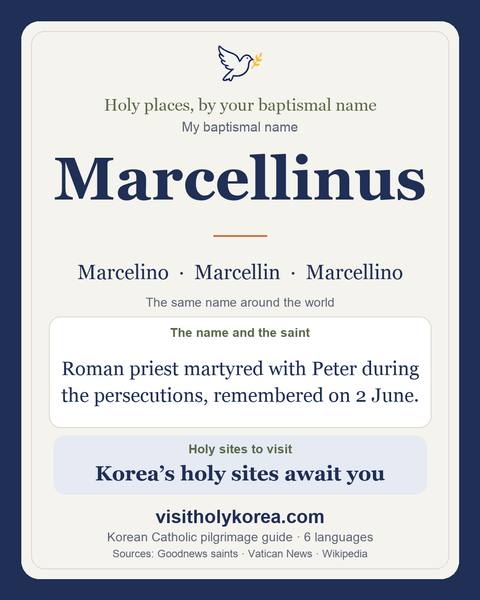 Holy places, by your baptismal name
My baptismal name
Marcellinus
Marcelino · Marcellin · Marcellino
The same name around the world
The name and the saint
Roman priest martyred with Peter during
the persecutions, remembered on 2 June.
Holy sites to visit
Korea’s holy sites await you
visitholykorea.com
Korean Catholic pilgrimage guide · 6 languages
Sources: Goodnews saints · Vatican News · Wikipedia